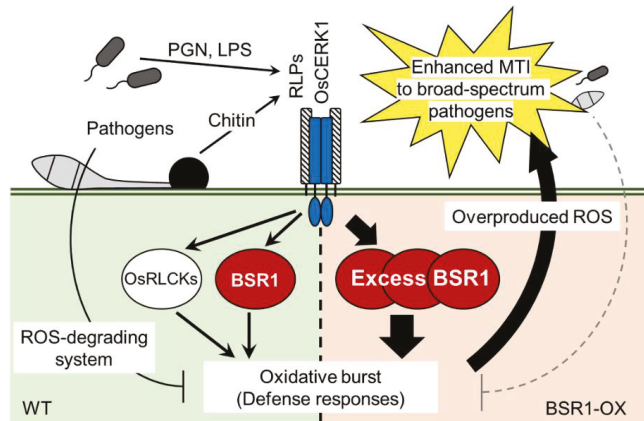 PGN, LPS
RLPs
OsCERK1
Enhanced MTI
to broad-spectrum
pathogens
Pathogens
Chitin
Overproduced ROS
OsRLCKs
BSR1
Excess BSR1
ROS-degrading
system
Oxidative burst
(Defense responses)
WT
BSR1-OX